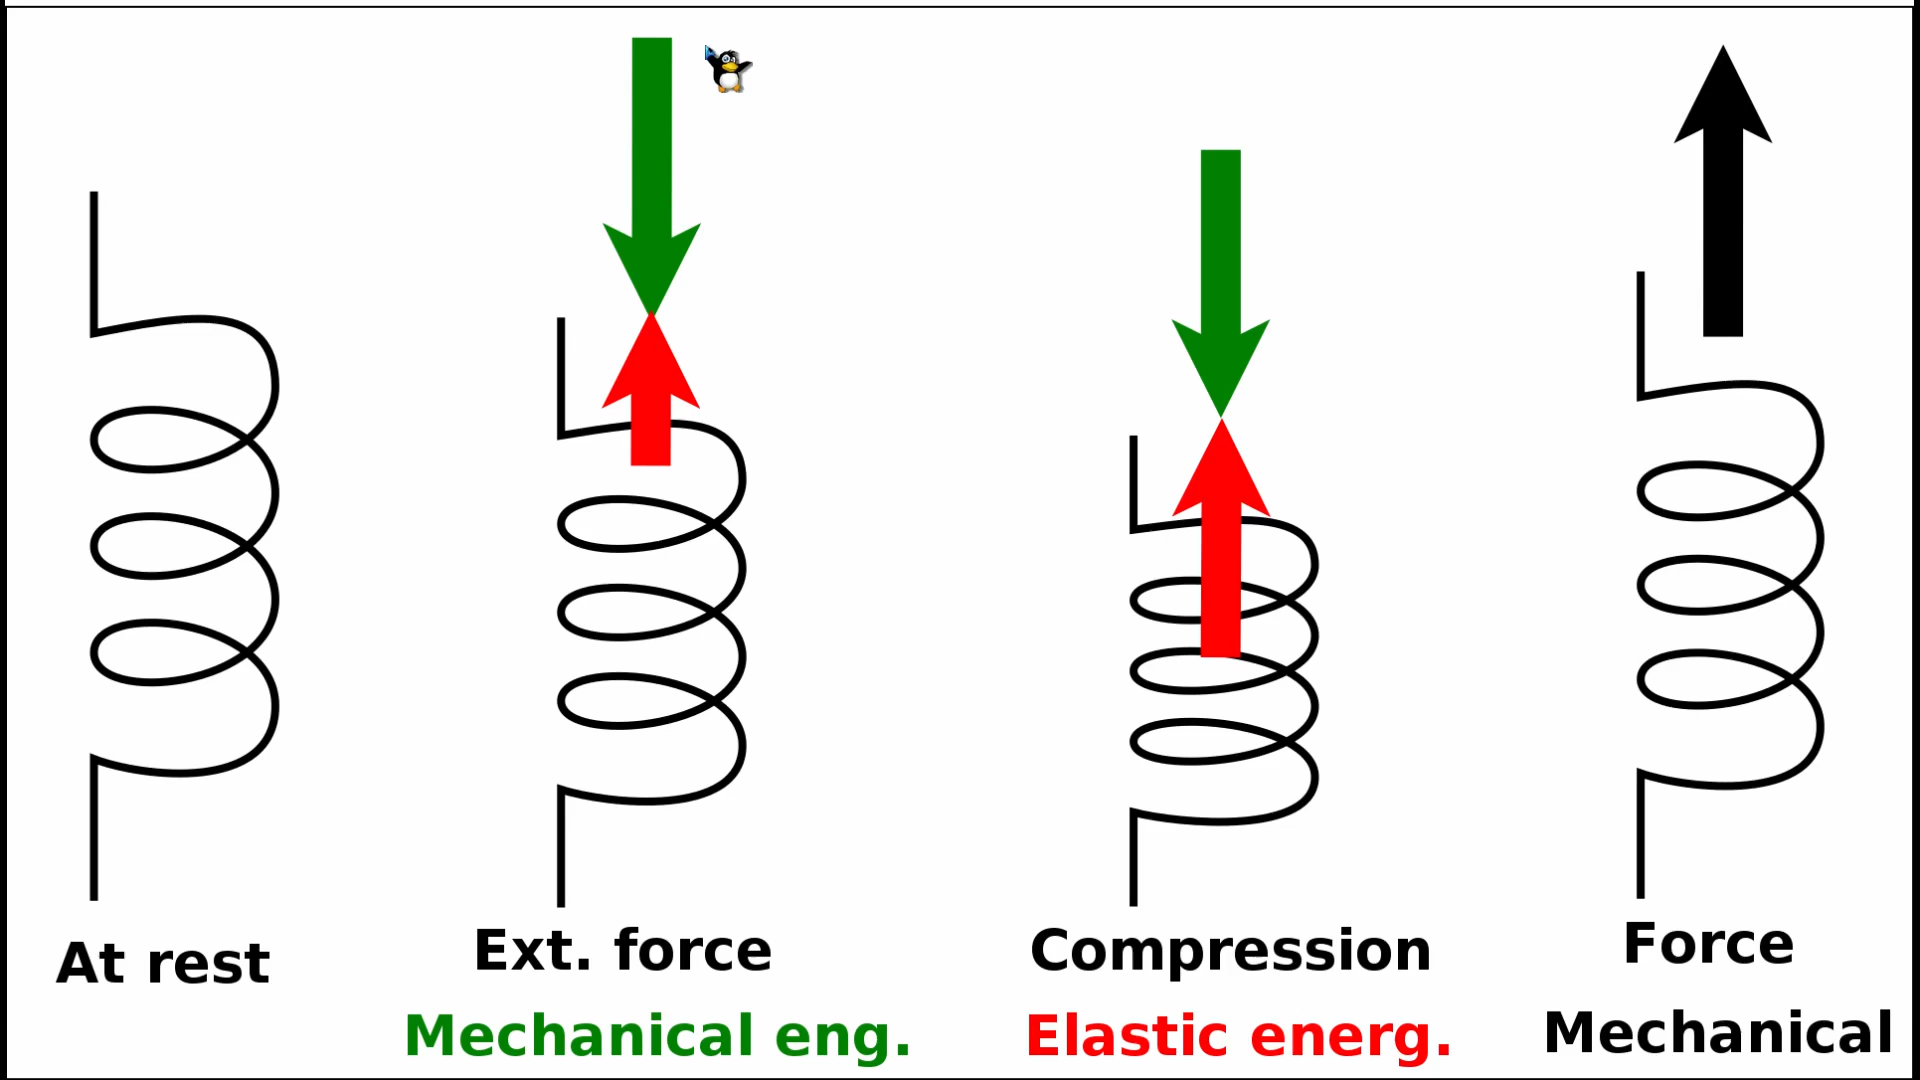 At rest
Ext. force
Mechanical eng.
Compression
Elastic energ.
Force
Mechanical